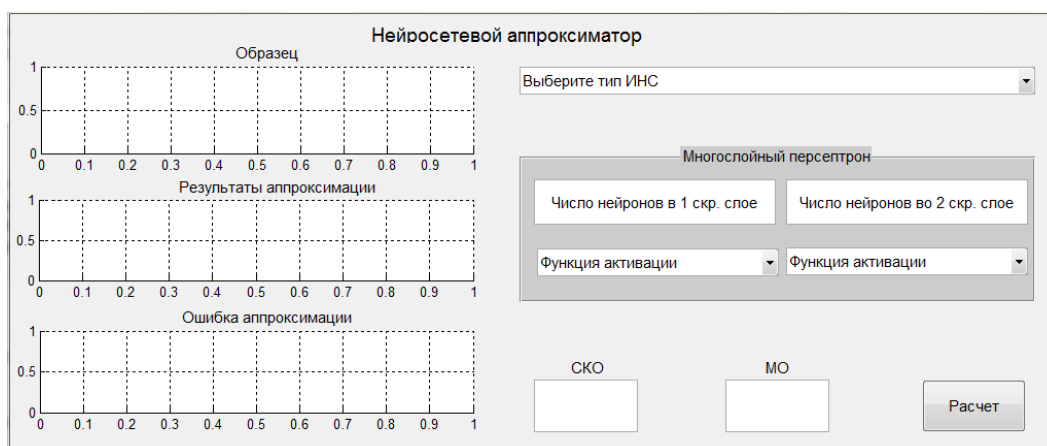 Нейросетевой аппроксиматор
Образец
1
0.5
0
0 0.1 0.2 0.3 0.4 0.5 0.6 0.7 0.8 0.9 1
Результаты аппроксимации
1
0.5
0
0 0.1 0.2 0.3 0.4 0.5 0.6 0.7 0.8 0.9 1
Ошибка аппроксимации
1
0.5
0
0 0.1 0.2 0.3 0.4 0.5 0.6 0.7 0.8 0.9 1
Выберите тип ИНС
Многослойный персептрон
Число нейронов в 1 скр. слое
Число нейронов во 2 скр. слое
Функция активации
Функция активации
СКО
МО
Расчет